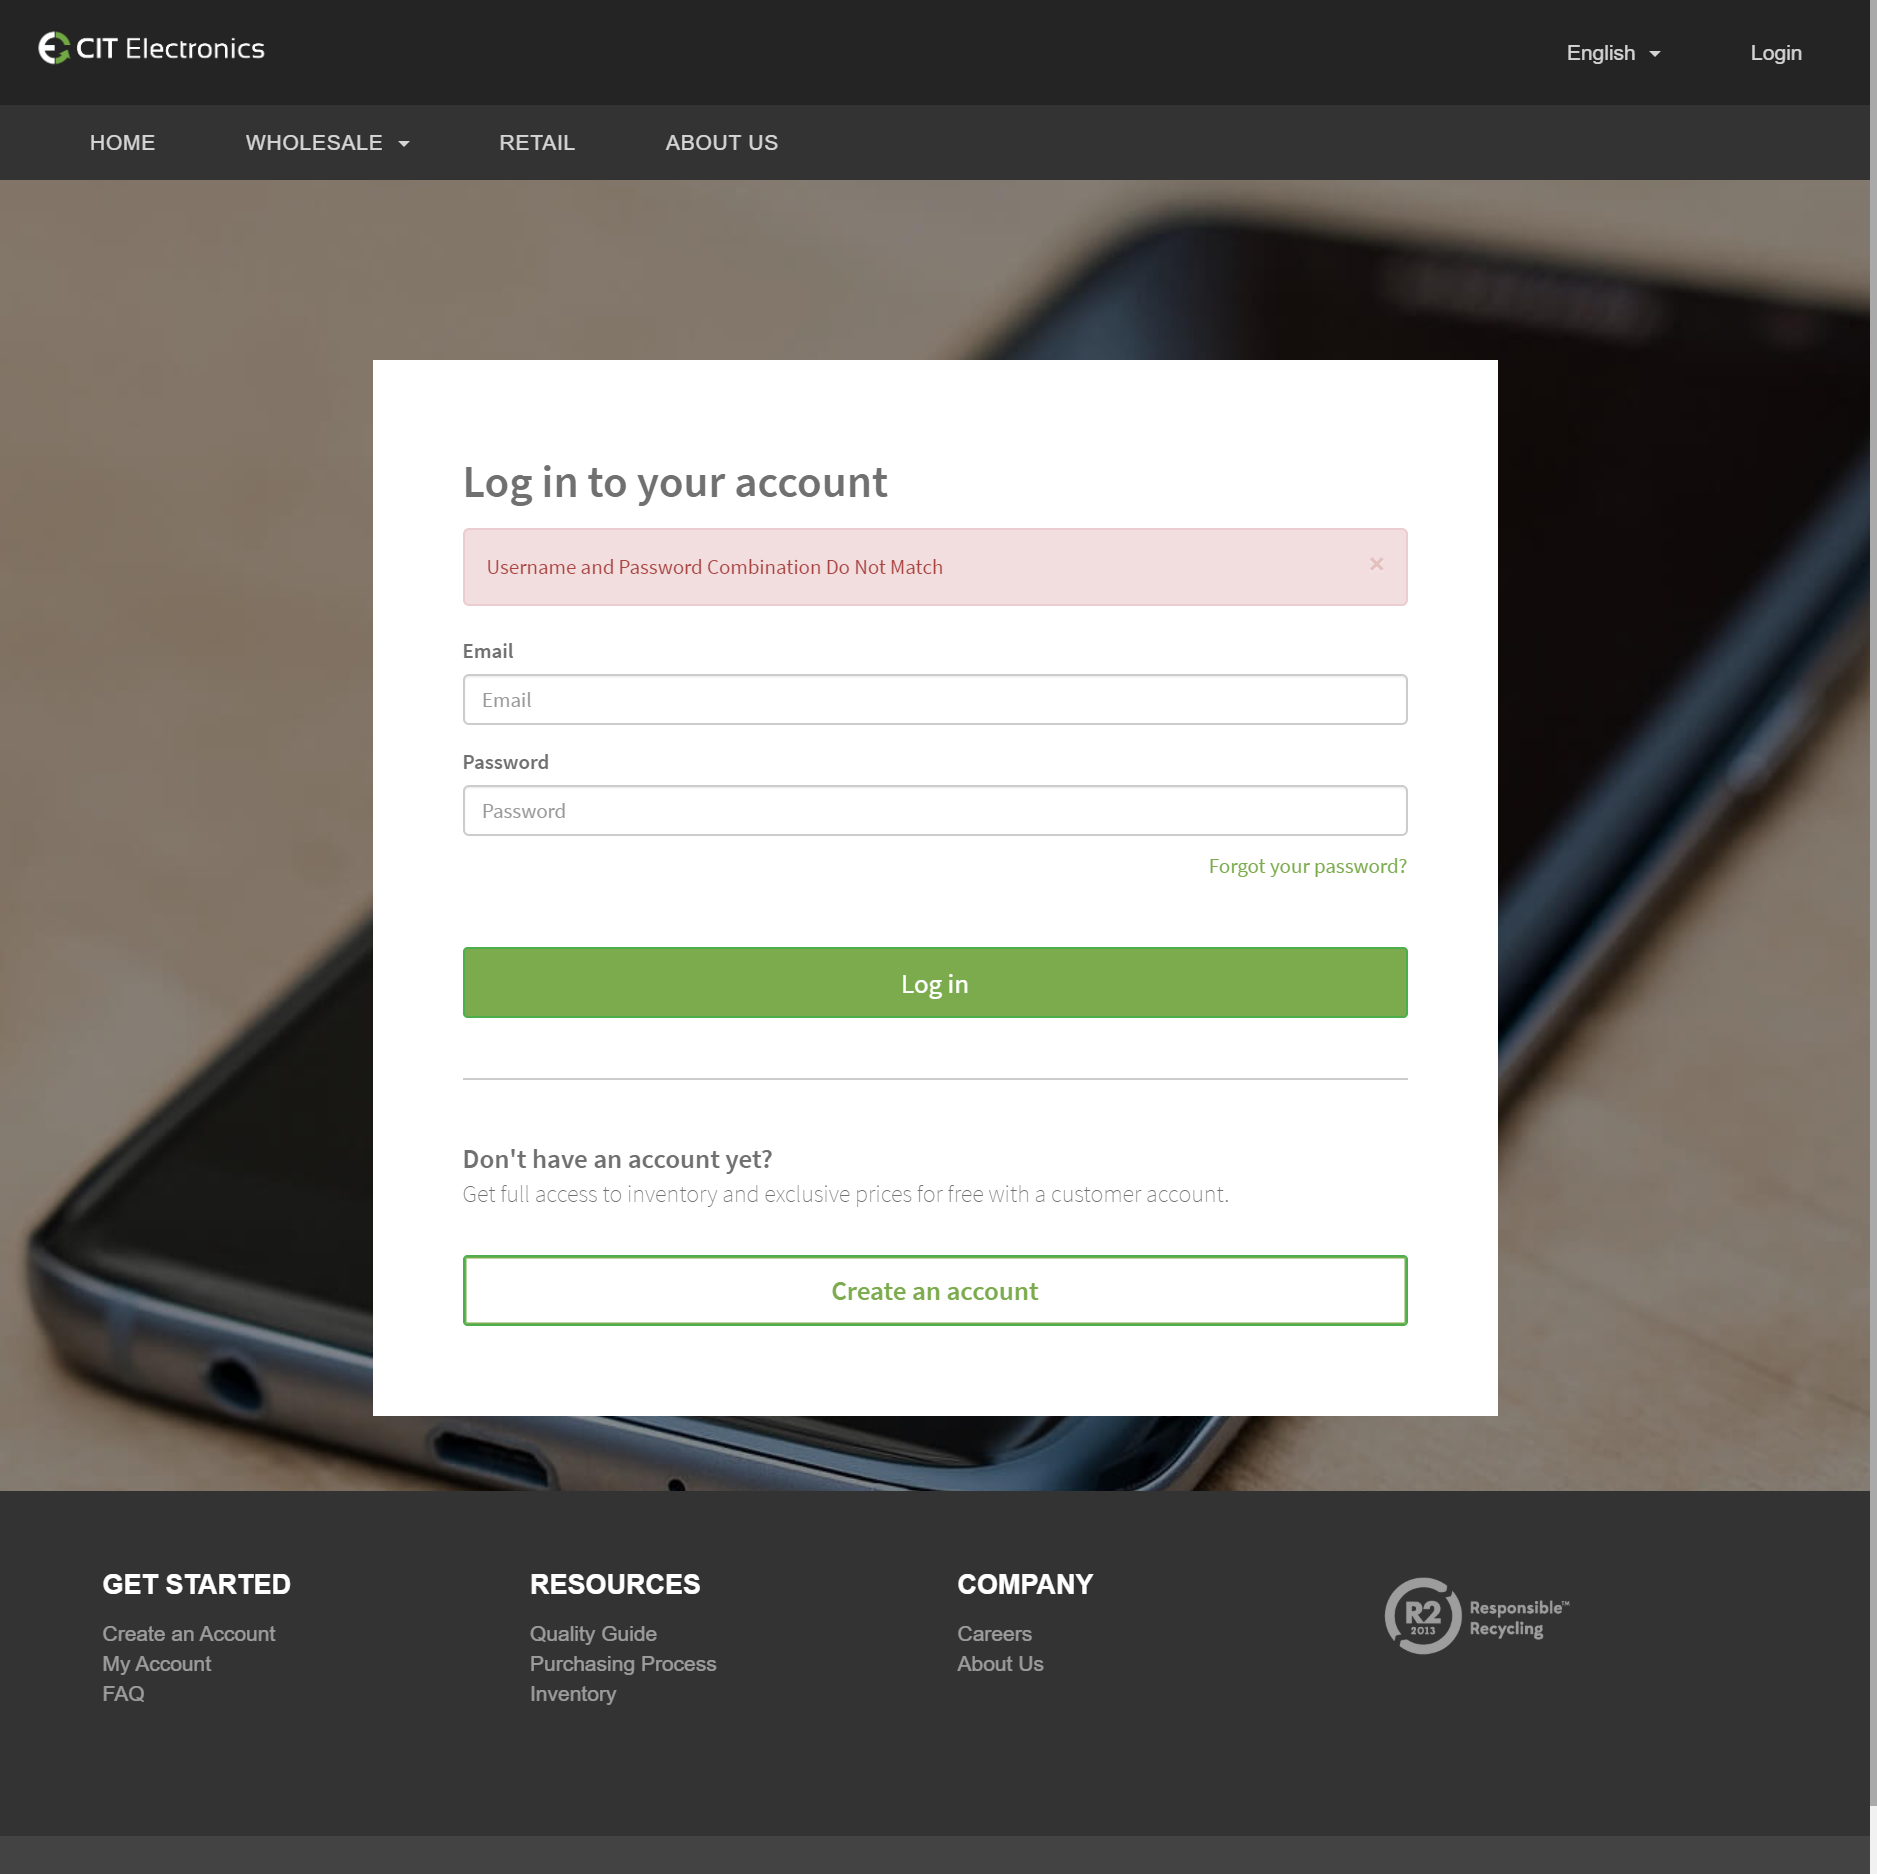 CIT Electronics
English
Login
HOME
WHOLESALE
RETAIL
ABOUT US
Log in to your account
Username and Password Combination Do Not Match
×
Email
Email
Password
Password
Forgot your password?
Log in
Don't have an account yet?
Get full access to inventory and exclusive prices for free with a customer account.
Create an account
GET STARTED
Create an Account
My Account
FAQ
RESOURCES
Quality Guide
Purchasing Process
Inventory
COMPANY
Careers
About Us
R2
2013
Responsible™
Recycling